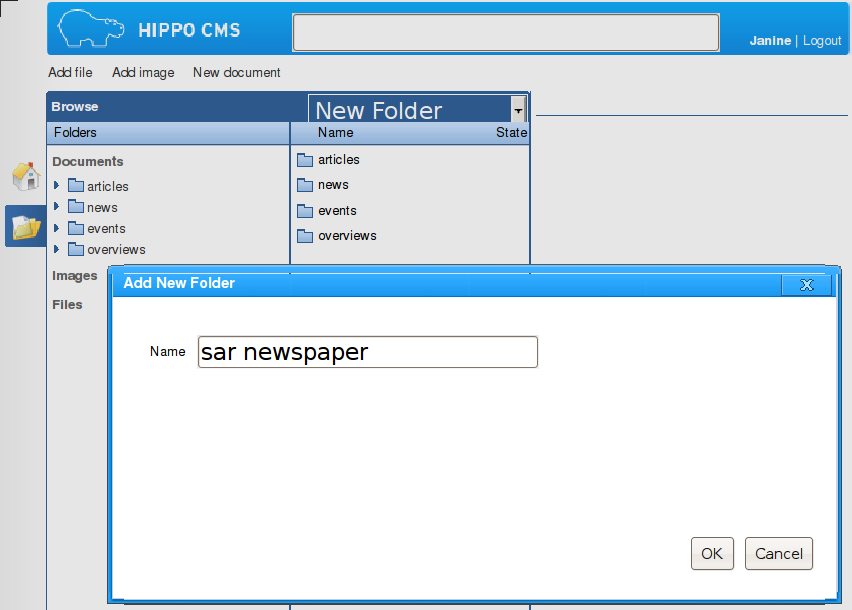 HIPPO CMS
Janine | Logout
Add file Add image New document
Browse New Folder
Folders Name State
Documents
articles
news
events
overviews
Images
Files
articles
news
events
overviews
Add New Folder X
Name sar newspaper
OK Cancel